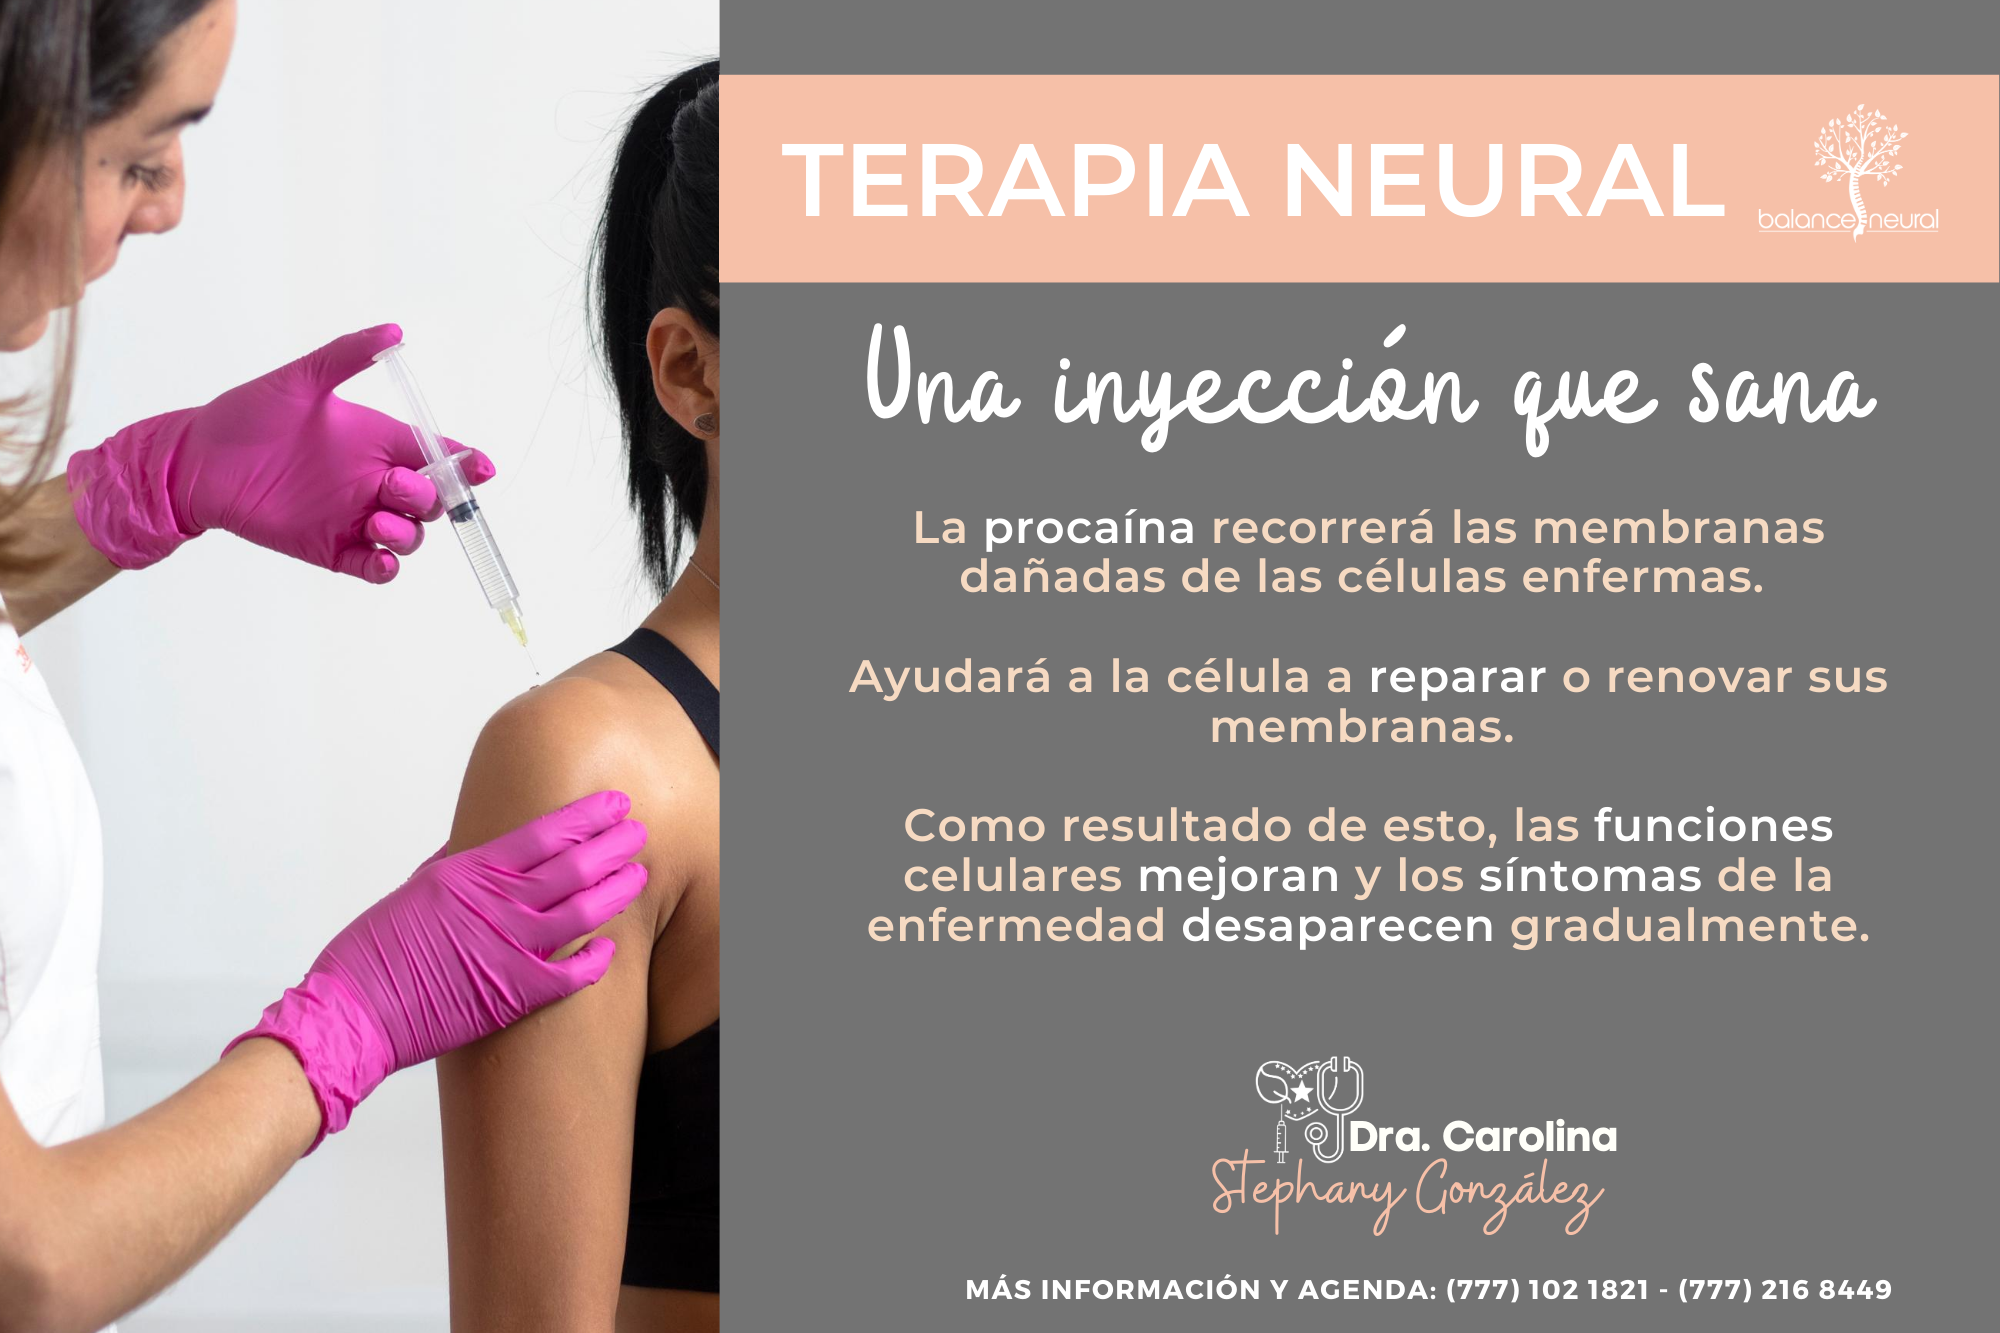 TERAPIA NEURAL
balance neural
Una inyección que sana
La procaína recorrerá las membranas
dañadas de las células enfermas.
Ayudará a la célula a reparar o renovar sus
membranas.
Como resultado de esto, las funciones
celulares mejoran y los síntomas de la
enfermedad desaparecen gradualmente.
Dra. Carolina
Stephany González
MÁS INFORMACIÓN Y AGENDA: (777) 102 1821 - (777) 216 8449